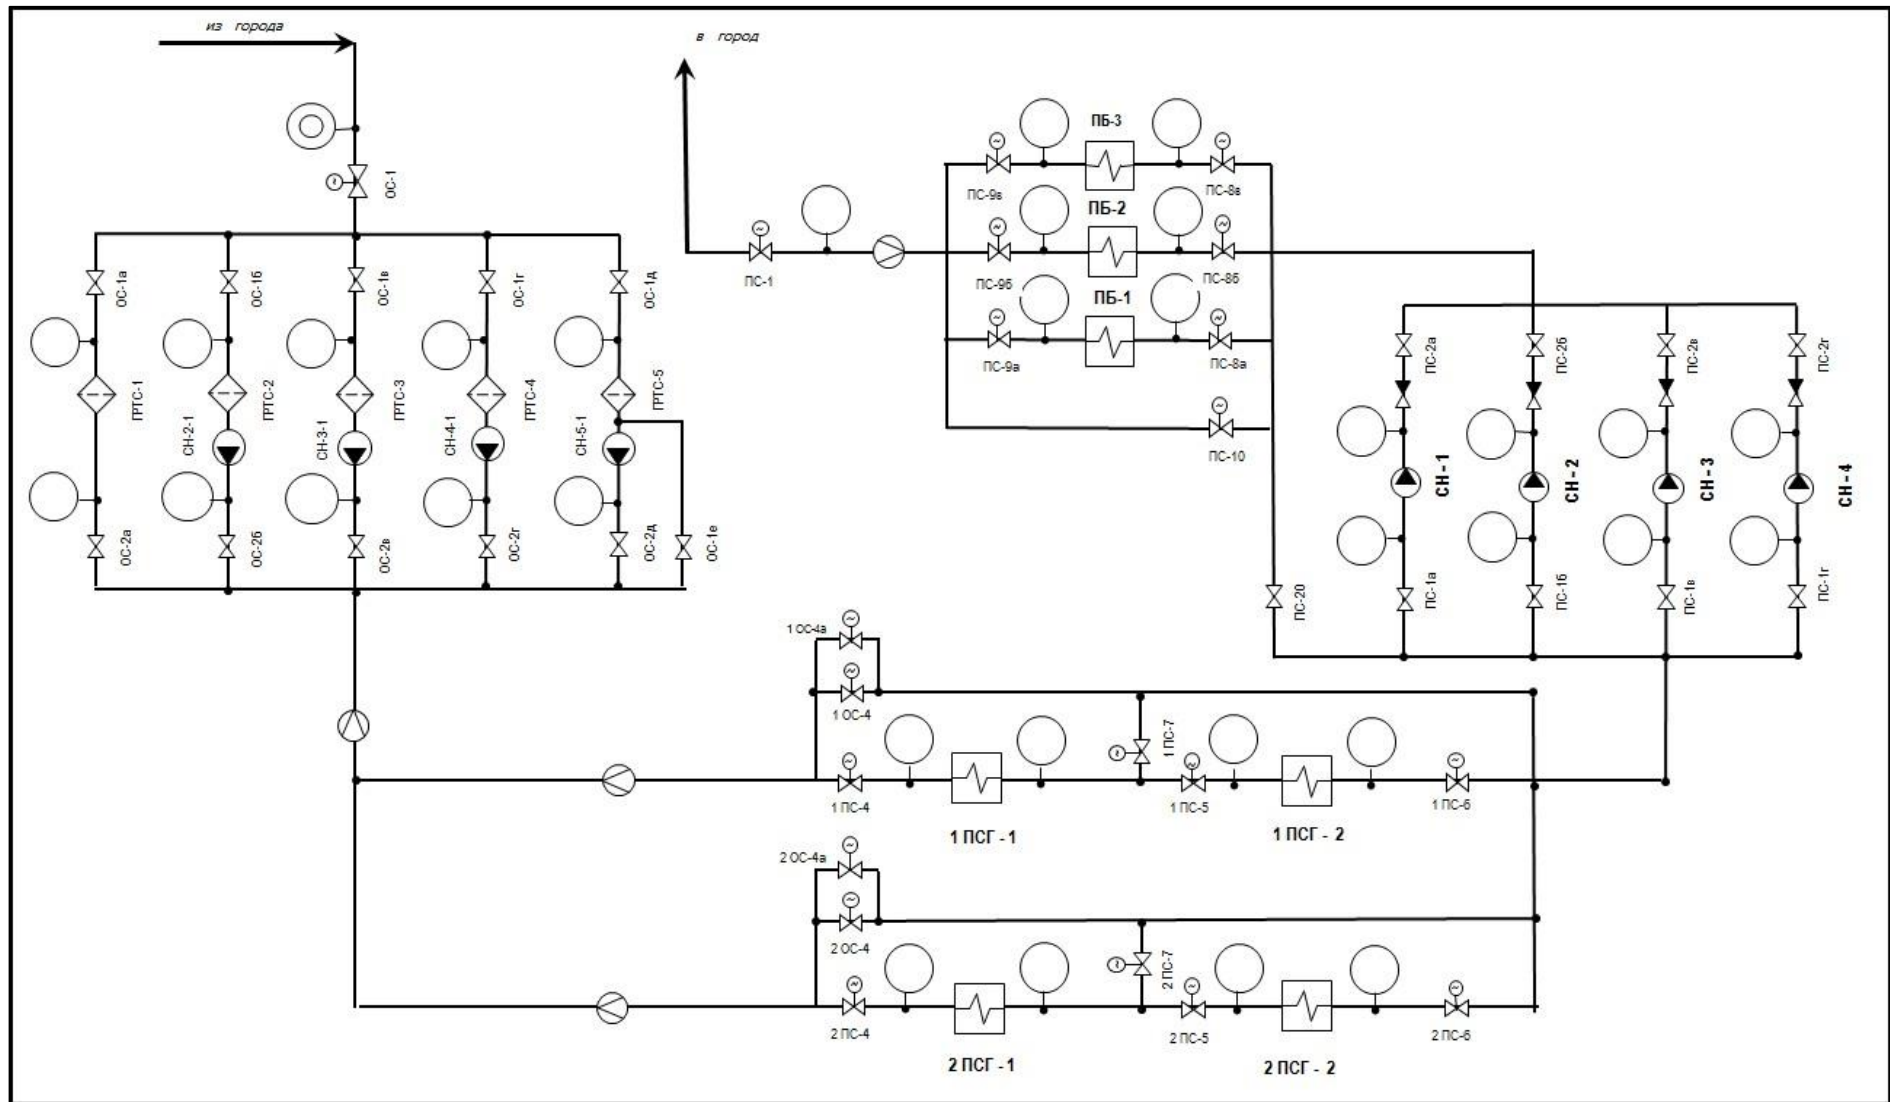 из города
в город
ОС-1
ОС-1а
ОС-1б
ОС-1в
ОС-1г
ОС-1д
ГРТС-1
ГРТС-2
ГРТС-3
ГРТС-4
ГРТС-5
СН-2-1
СН-3-1
СН-4-1
СН-5-1
ОС-2а
ОС-2б
ОС-2в
ОС-2г
ОС-2д
ОС-1е
ПБ-3
ПС-9в
ПС-8в
ПБ-2
ПС-1
ПС-9б
ПС-8б
ПБ-1
ПС-9а
ПС-8а
ПС-10
ПС-2а
ПС-2б
ПС-2в
ПС-2г
СН - 1
СН - 2
СН - 3
СН - 4
ПС-20
ПС-1а
ПС-1б
ПС-1в
ПС-1г
1 ОС-4а
1 ОС-4
1 ПС-7
1 ПС-4
1 ПС-5
1 ПС-6
1 ПСГ - 1
1 ПСГ - 2
2 ОС-4а
2 ОС-4
2 ПС-7
2 ПС-4
2 ПС-5
2 ПС-6
2 ПСГ - 1
2 ПСГ - 2